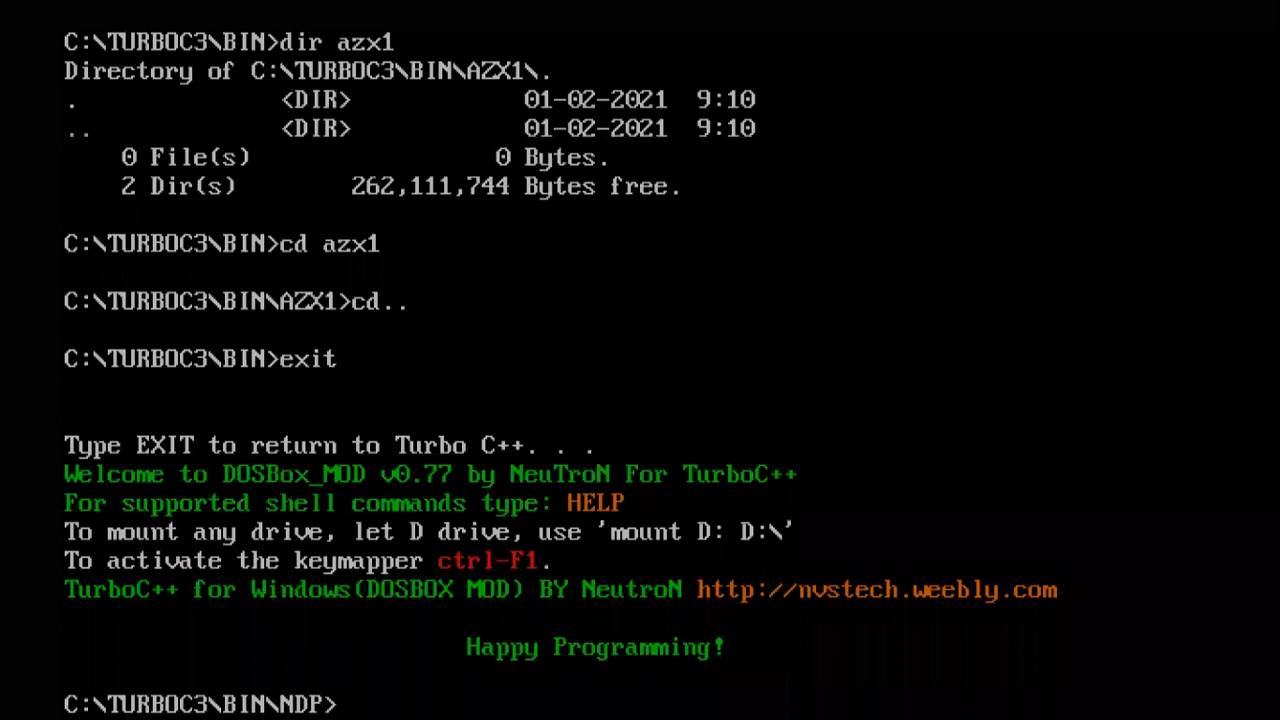 C:\TURBOC3\BIN>dir azx1
Directory of C:\TURBOC3\BIN\AZX1\.
. <DIR> 01-02-2021 9:10
.. <DIR> 01-02-2021 9:10
0 File(s) 0 Bytes.
2 Dir(s) 262,111,744 Bytes free.
C:\TURBOC3\BIN>cd azx1
C:\TURBOC3\BIN\AZX1>cd..
C:\TURBOC3\BIN>exit
Type EXIT to return to Turbo C++. . .
Welcome to DOSBox_MOD v0.77 by NeuTroN For TurboC++
For supported shell commands type: HELP
To mount any drive, let D drive, use 'mount D: D:\'
To activate the keymapper ctrl-F1.
TurboC++ for Windows(DOSBOX MOD) BY NeutroN http://nvstech.weebly.com
Happy Programming!
C:\TURBOC3\BIN\NDP>